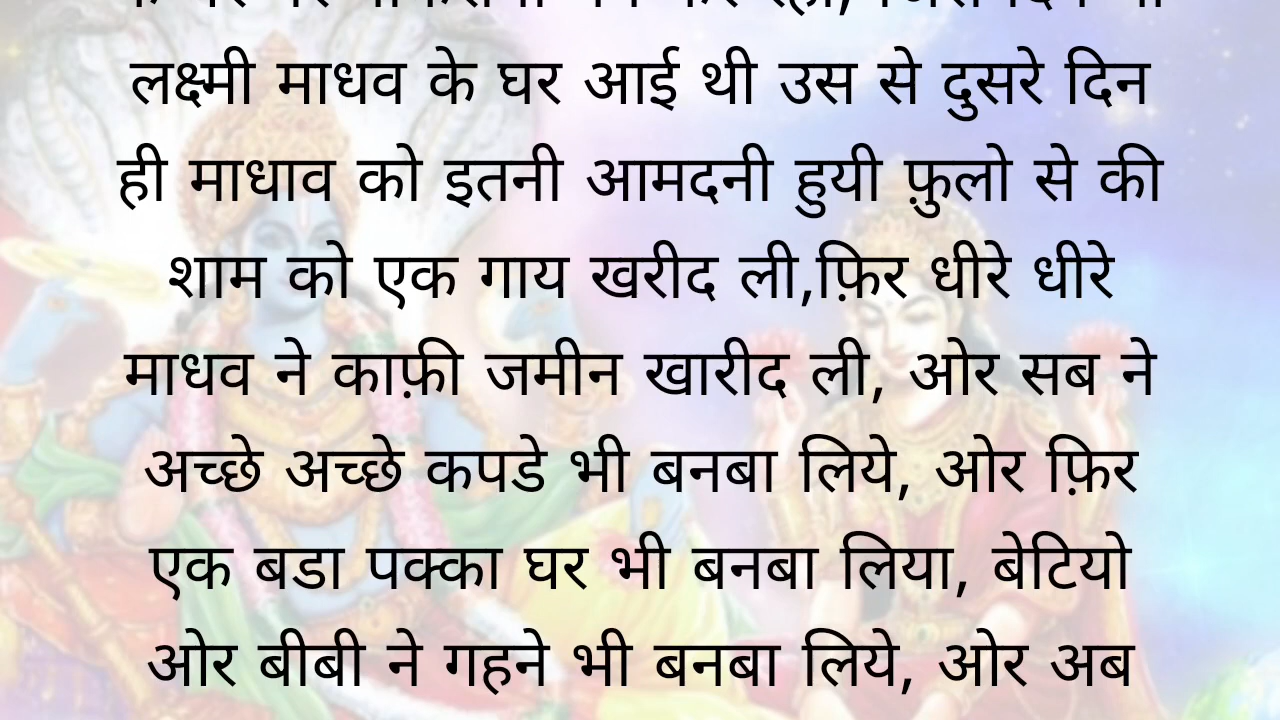 लक्ष्मी माधव के घर आई थी उस से दुसरे दिन
ही माधाव को इतनी आमदनी हुयी फ़ुलो से की
शाम को एक गाय खरीद ली,फ़िर धीरे धीरे
माधव ने काफ़ी जमीन खारीद ली, ओर सब ने
अच्छे अच्छे कपडे भी बनबा लिये, ओर फ़िर
एक बडा पक्का घर भी बनबा लिया, बेटियो
ओर बीबी ने गहने भी बनबा लिये, ओर अब